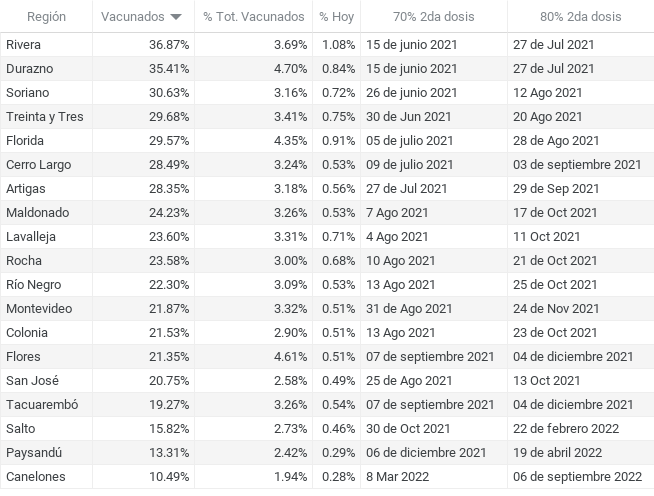 Región Vacunados % Tot. Vacunados % Hoy 70% 2da dosis 80% 2da dosis
Rivera 36.87% 3.69% 1.08% 15 de junio 2021 27 de Jul 2021
Durazno 35.41% 4.70% 0.84% 15 de junio 2021 27 de Jul 2021
Soriano 30.63% 3.16% 0.72% 26 de junio 2021 12 Ago 2021
Treinta y Tres 29.68% 3.41% 0.75% 30 de Jun 2021 20 Ago 2021
Florida 29.57% 4.35% 0.91% 05 de julio 2021 28 de Ago 2021
Cerro Largo 28.49% 3.24% 0.53% 09 de julio 2021 03 de septiembre 2021
Artigas 28.35% 3.18% 0.56% 27 de Jul 2021 29 de Sep 2021
Maldonado 24.23% 3.26% 0.53% 7 Ago 2021 17 de Oct 2021
Lavalleja 23.60% 3.31% 0.71% 4 Ago 2021 11 Oct 2021
Rocha 23.58% 3.00% 0.68% 10 Ago 2021 21 de Oct 2021
Río Negro 22.30% 3.09% 0.53% 13 Ago 2021 25 de Oct 2021
Montevideo 21.87% 3.32% 0.51% 31 de Ago 2021 24 de Nov 2021
Colonia 21.53% 2.90% 0.51% 13 Ago 2021 23 de Oct 2021
Flores 21.35% 4.61% 0.51% 07 de septiembre 2021 04 de diciembre 2021
San José 20.75% 2.58% 0.49% 25 de Ago 2021 13 Oct 2021
Tacuarembó 19.27% 3.26% 0.54% 07 de septiembre 2021 04 de diciembre 2021
Salto 15.82% 2.73% 0.46% 30 de Oct 2021 22 de febrero 2022
Paysandú 13.31% 2.42% 0.29% 06 de diciembre 2021 19 de abril 2022
Canelones 10.49% 1.94% 0.28% 8 Mar 2022 06 de septiembre 2022